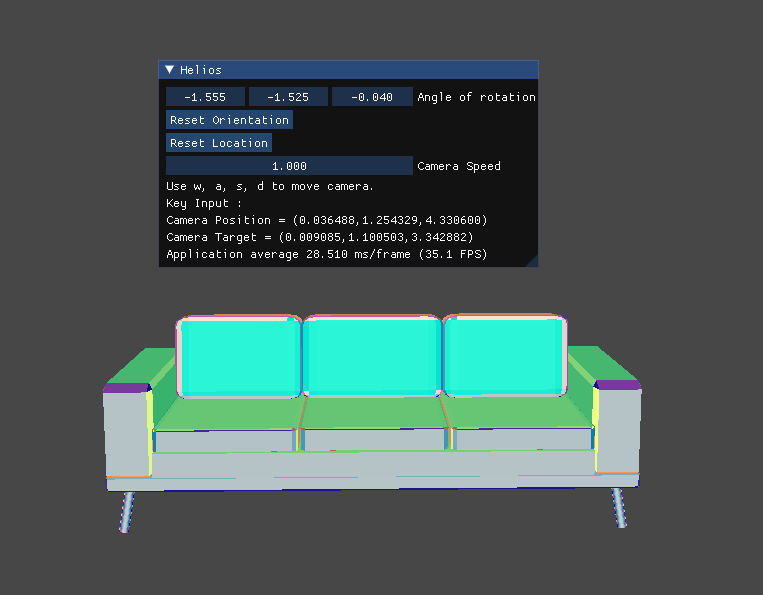 Helios
-1.555 -1.525 -0.040 Angle of rotation
Reset Orientation
Reset Location
1.000 Camera Speed
Use w, a, s, d to move camera.
Key Input :
Camera Position = (0.036488,1.254329,4.330600)
Camera Target = (0.009085,1.100503,3.342882)
Application average 28.510 ms/frame (35.1 FPS)